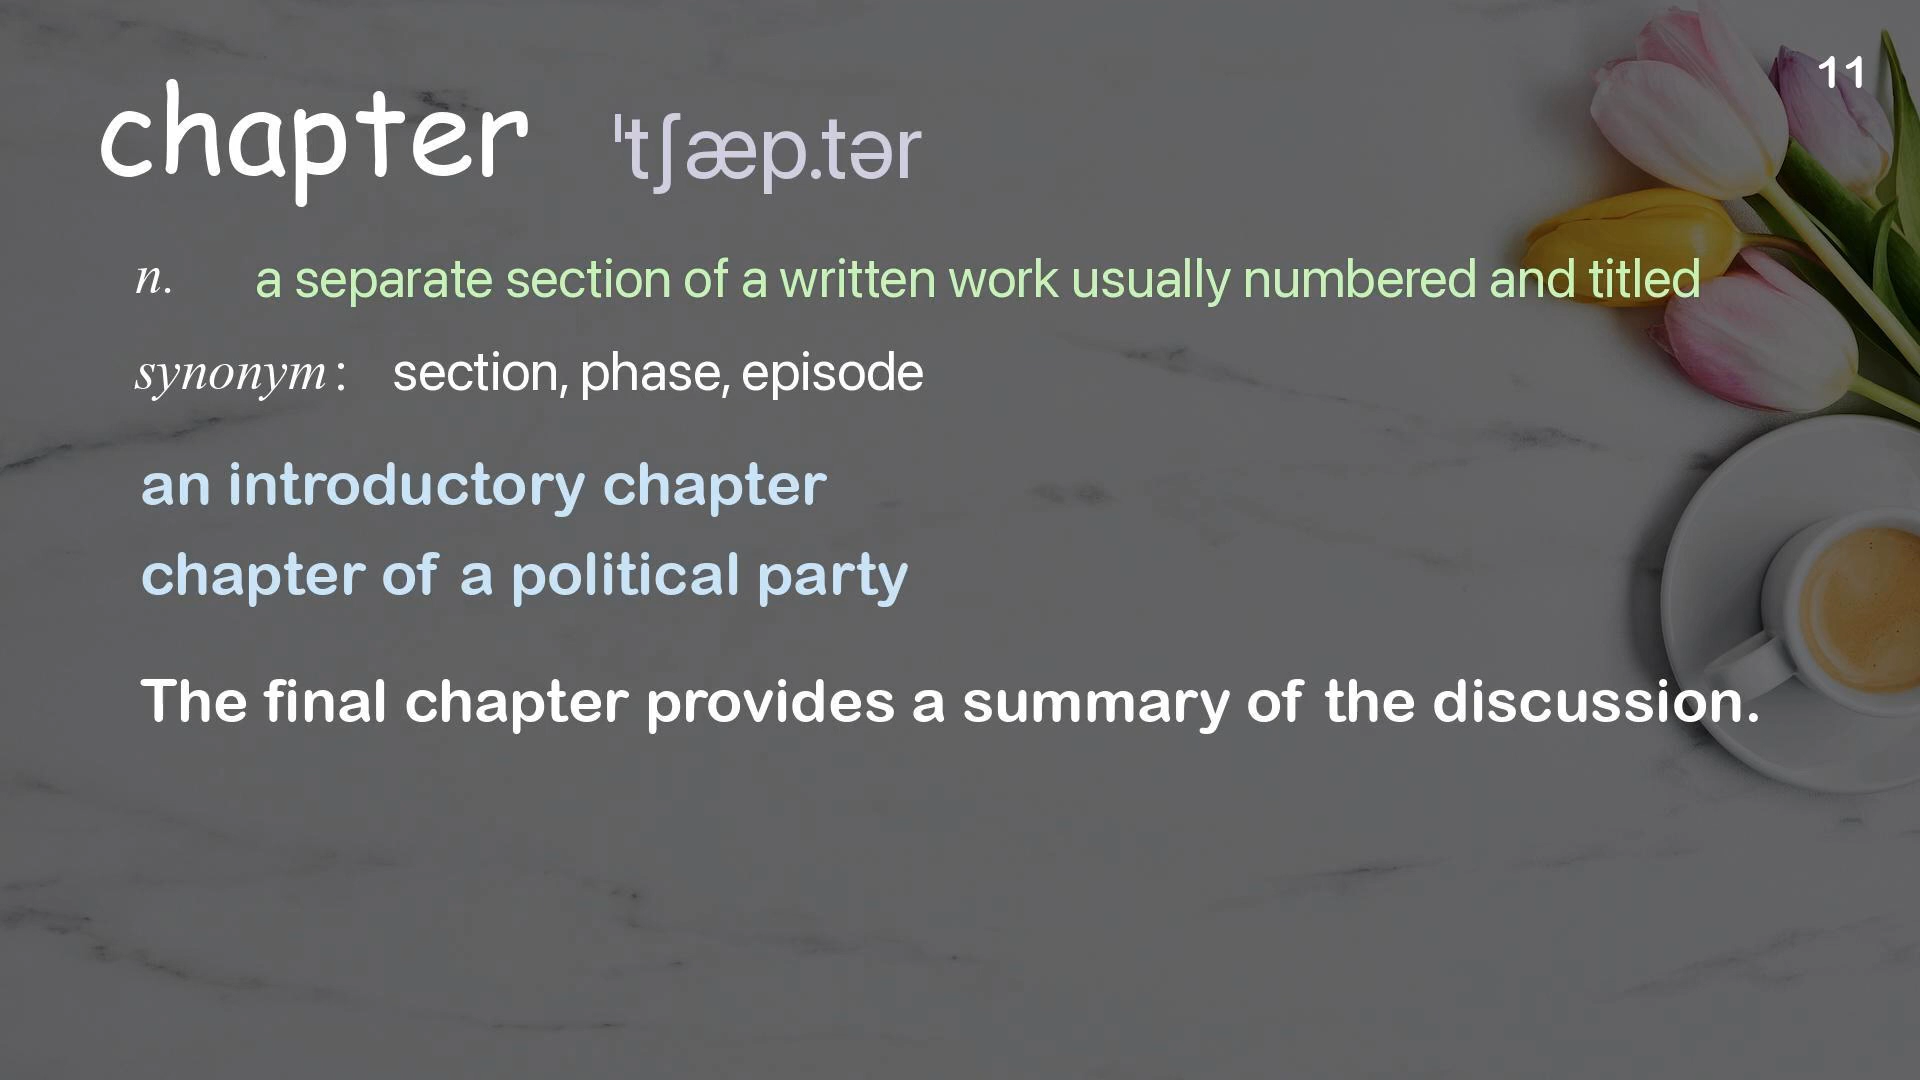 11
chapter ˈtʃæp.tər
n. a separate section of a written work usually numbered and titled
synonym: section, phase, episode
an introductory chapter
chapter of a political party
The final chapter provides a summary of the discussion.